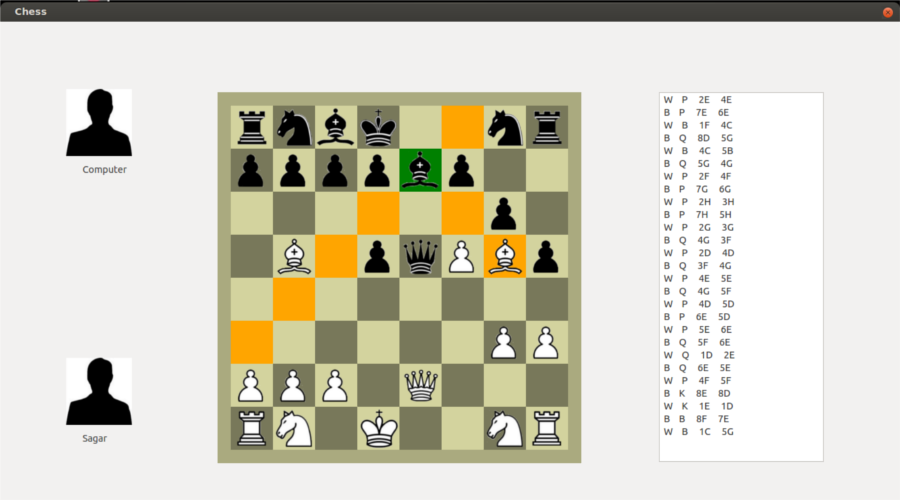 Chess
Computer
Sagar
W P 2E 4E
B P 7E 6E
W B 1F 4C
B Q 8D 5G
W B 4C 5B
B Q 5G 4G
W P 2F 4F
B P 7G 6G
W P 2H 3H
B P 7H 5H
W P 2G 3G
B Q 4G 3F
W P 2D 4D
B Q 3F 4G
W P 4E 5E
B Q 4G 5F
W P 4D 5D
B P 6E 5D
W P 5E 6E
B Q 5F 6E
W Q 1D 2E
B Q 6E 5E
W P 4F 5F
B K 8E 8D
W K 1E 1D
B B 8F 7E
W B 1C 5G